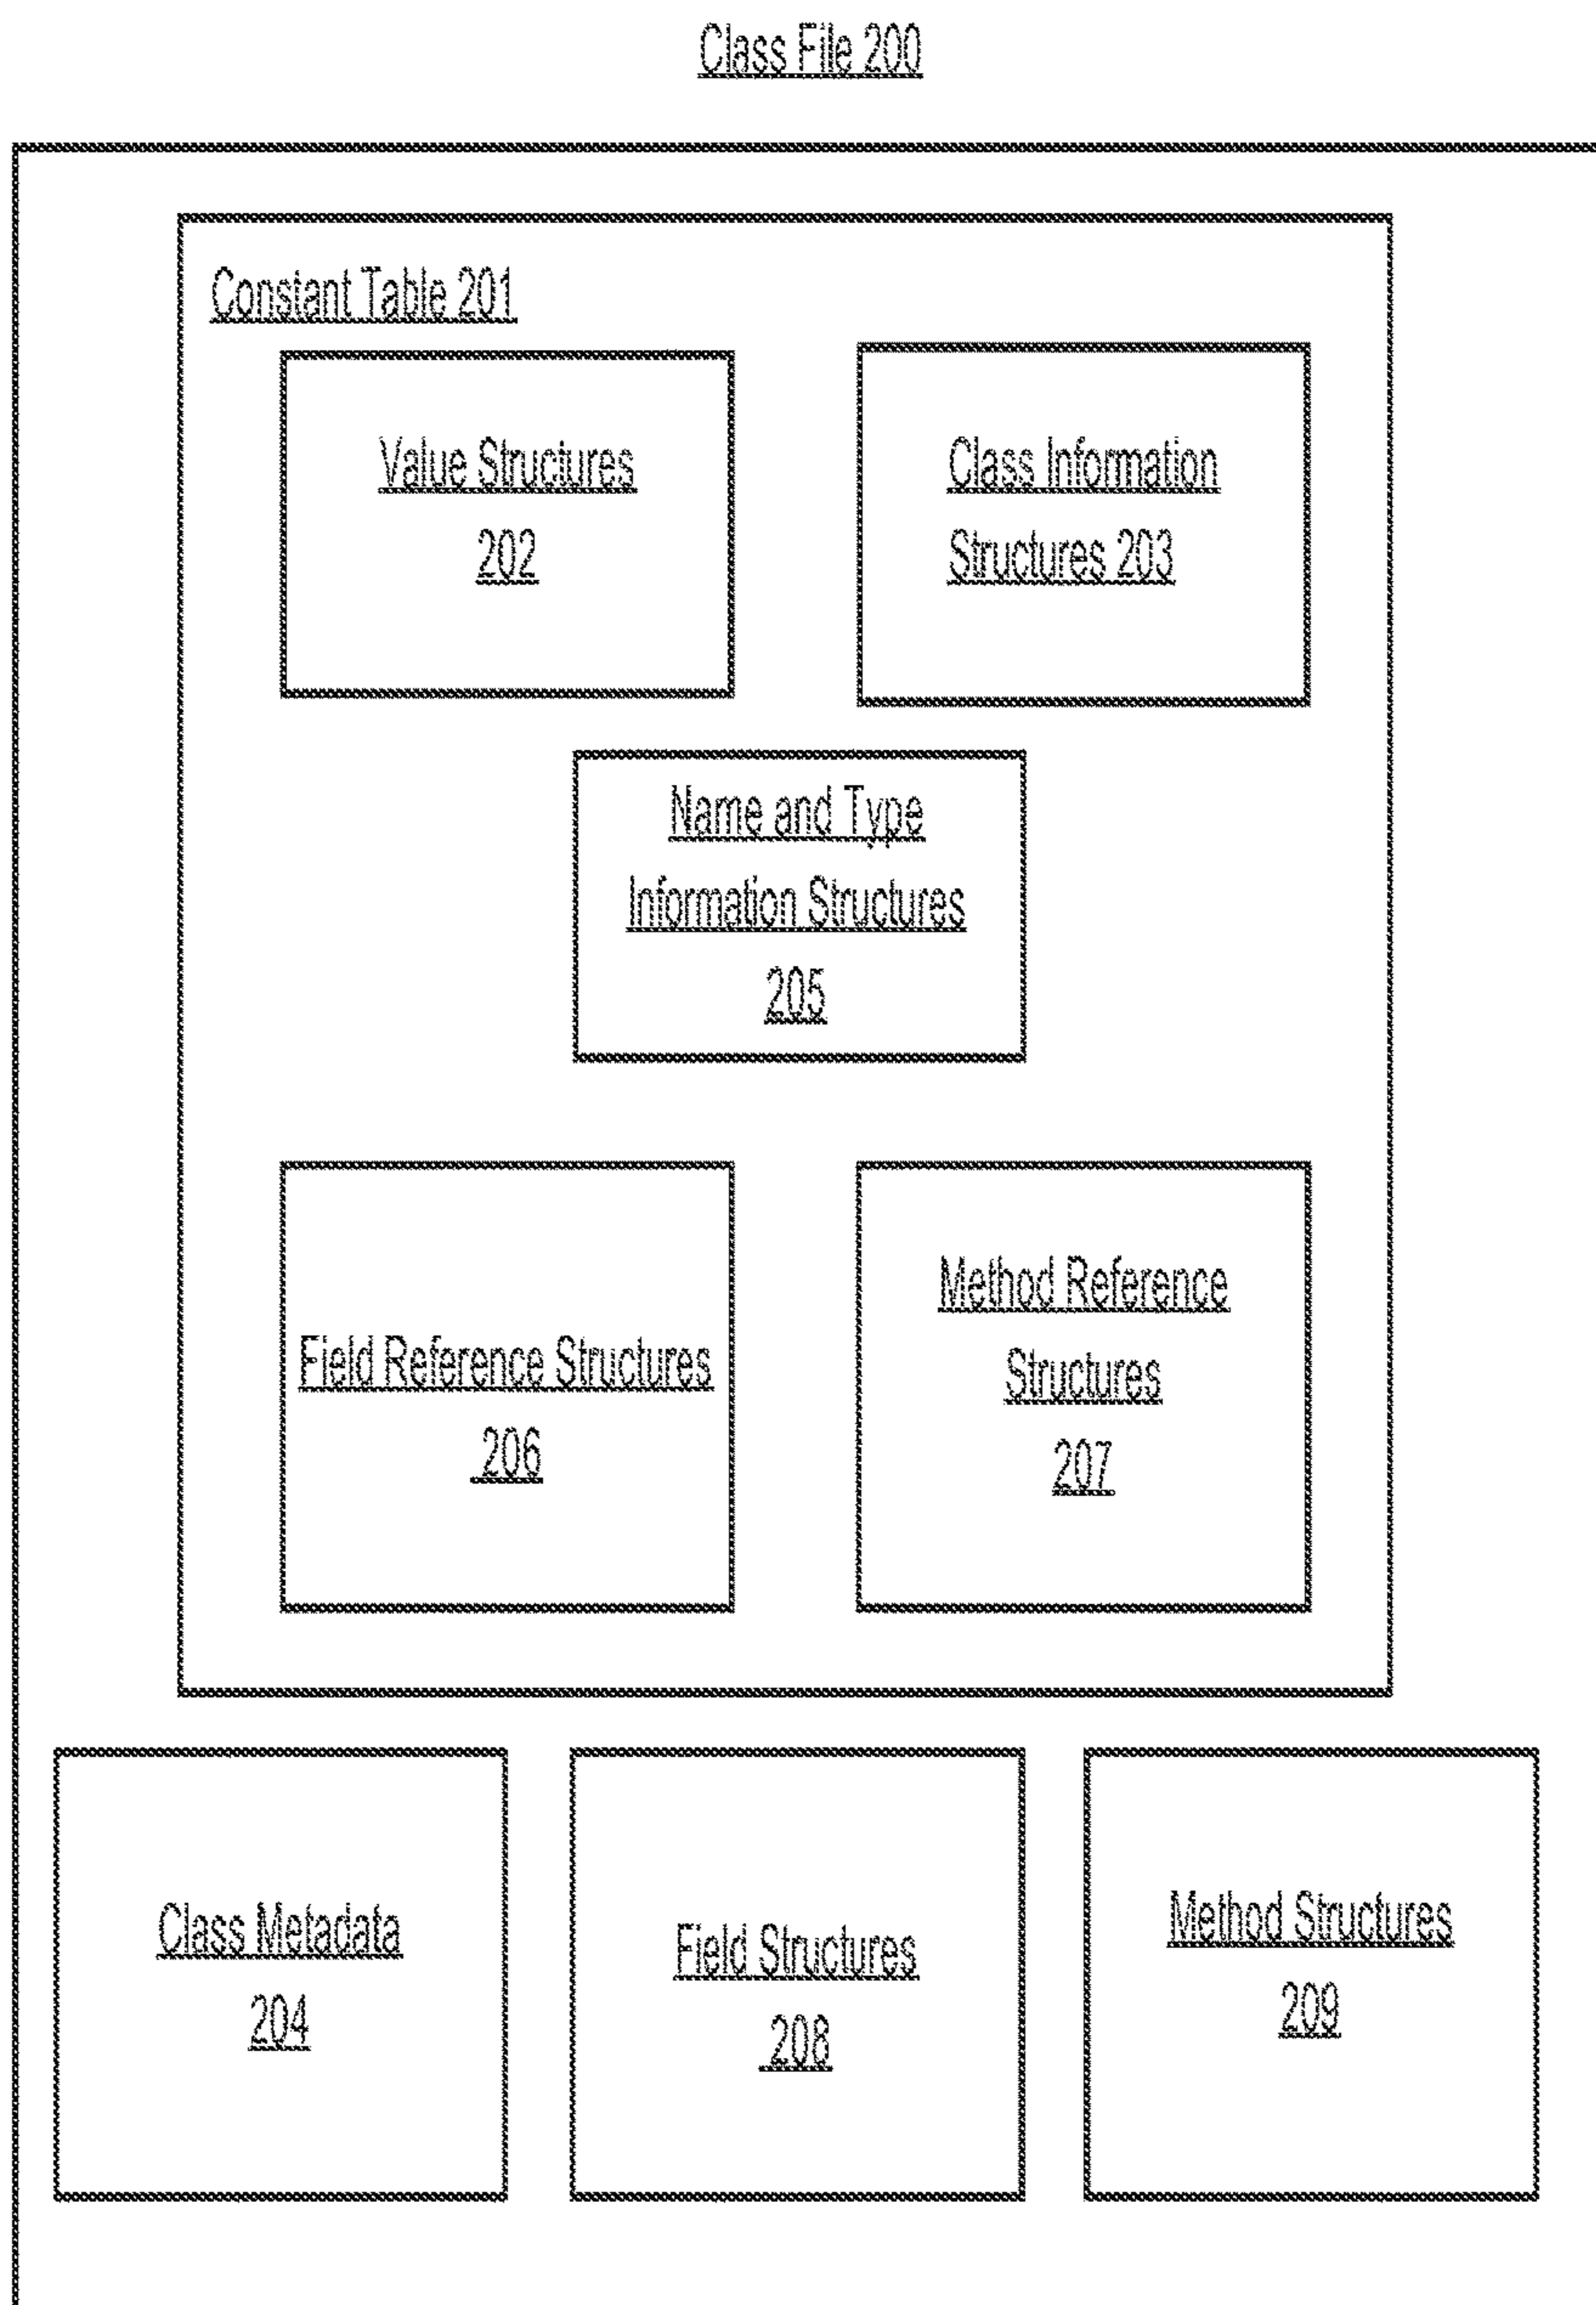 Class File 200
Constant Table 201
Value Structures
202
Class Information
Structures 203
Name and Type
Information Structures
205
Field Reference Structures
206
Method Reference
Structures
207
Class Metadata
204
Field Structures
208
Method Structures
209